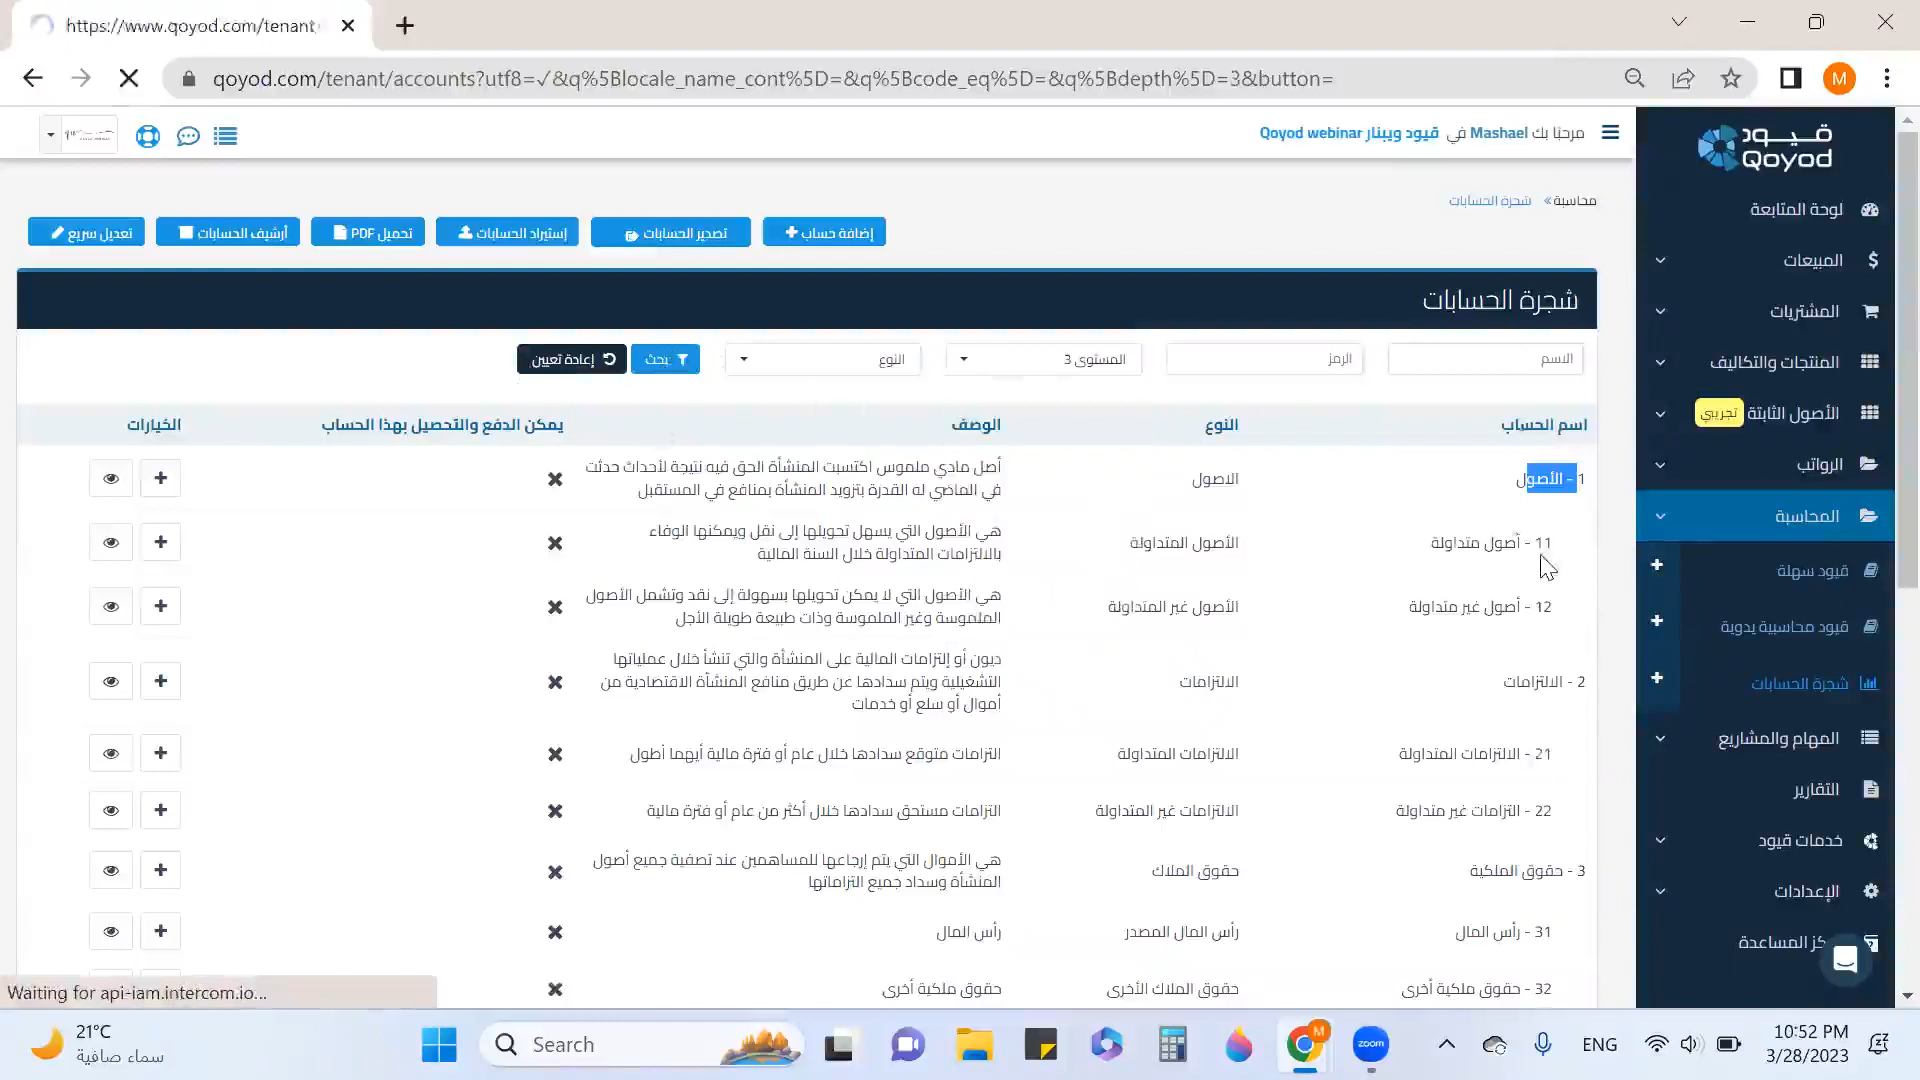 https://www.qoyod.com/tenant
qoyod.com/tenant/accounts?utf8=✓&q%5Blocale_name_cont%5D=&q%5Bcode_eq%5D=&q%5Bdepth%5D=3&button=
M
مرحبًا بك Mashael في قيود ويبنار Qoyod webinar
قيود
Qoyod
محاسبة » شجرة الحسابات
إضافة حساب
تصدير الحسابات
إستيراد الحسابات
تحميل PDF
أرشيف الحسابات
تعديل سريع
شجرة الحسابات
الاسم
الرمز
المستوى 3
النوع
بحث
إعادة تعيين
اسم الحساب النوع الوصف يمكن الدفع والتحصيل بهذا الحساب الخيارات
1 - الأصول
الاصول
أصل مادي ملموس اكتسبت المنشأة الحق فيه نتيجة لأحداث حدثت
في الماضي له القدرة بتزويد المنشأة بمنافع في المستقبل
11 - أصول متداولة
الأصول المتداولة
هي الأصول التي يسهل تحويلها إلى نقل ويمكنها الوفاء
بالالتزامات المتداولة خلال السنة المالية
12 - أصول غير متداولة
الأصول غير المتداولة
هي الأصول التي لا يمكن تحويلها بسهولة إلى نقد وتشمل الأصول
الملموسة وغير الملموسة وذات طبيعة طويلة الأجل
2 - الالتزامات
الالتزامات
ديون أو إلتزامات المالية على المنشأة والتي تنشأ خلال عملياتها
التشغيلية ويتم سدادها عن طريق منافع المنشأة الاقتصادية من
أموال أو سلع أو خدمات
21 - الالتزامات المتداولة
الالتزامات المتداولة
التزامات متوقع سدادها خلال عام أو فترة مالية أيهما أطول
22 - التزامات غير متداولة
الالتزامات غير المتداولة
التزامات مستحق سدادها خلال أكثر من عام أو فترة مالية
3 - حقوق الملكية
حقوق الملاك
هي الأموال التي يتم إرجاعها للمساهمين عند تصفية جميع أصول
المنشأة وسداد جميع التزاماتها
31 - رأس المال
رأس المال المصدر
رأس المال
32 - حقوق ملكية أخرى
حقوق الملاك الأخرى
حقوق ملكية أخرى
لوحة المتابعة
المبيعات
المشتريات
المنتجات والتكاليف
الأصول الثابتة تجريبي
الرواتب
المحاسبة
قيود سهلة
قيود محاسبية يدوية
شجرة الحسابات
المهام والمشاريع
التقارير
خدمات قيود
الإعدادات
كز المساعدة
Waiting for api-iam.intercom.io...
21°C
سماء صافية
Search
M
zoom
ENG
10:52 PM
3/28/2023